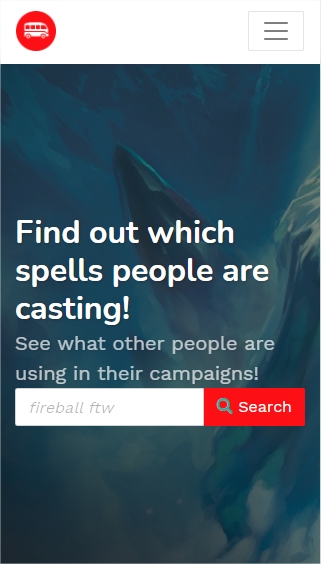 Find out which
spells people are
casting!
See what other people are
using in their campaigns!
fireball ftw
Search